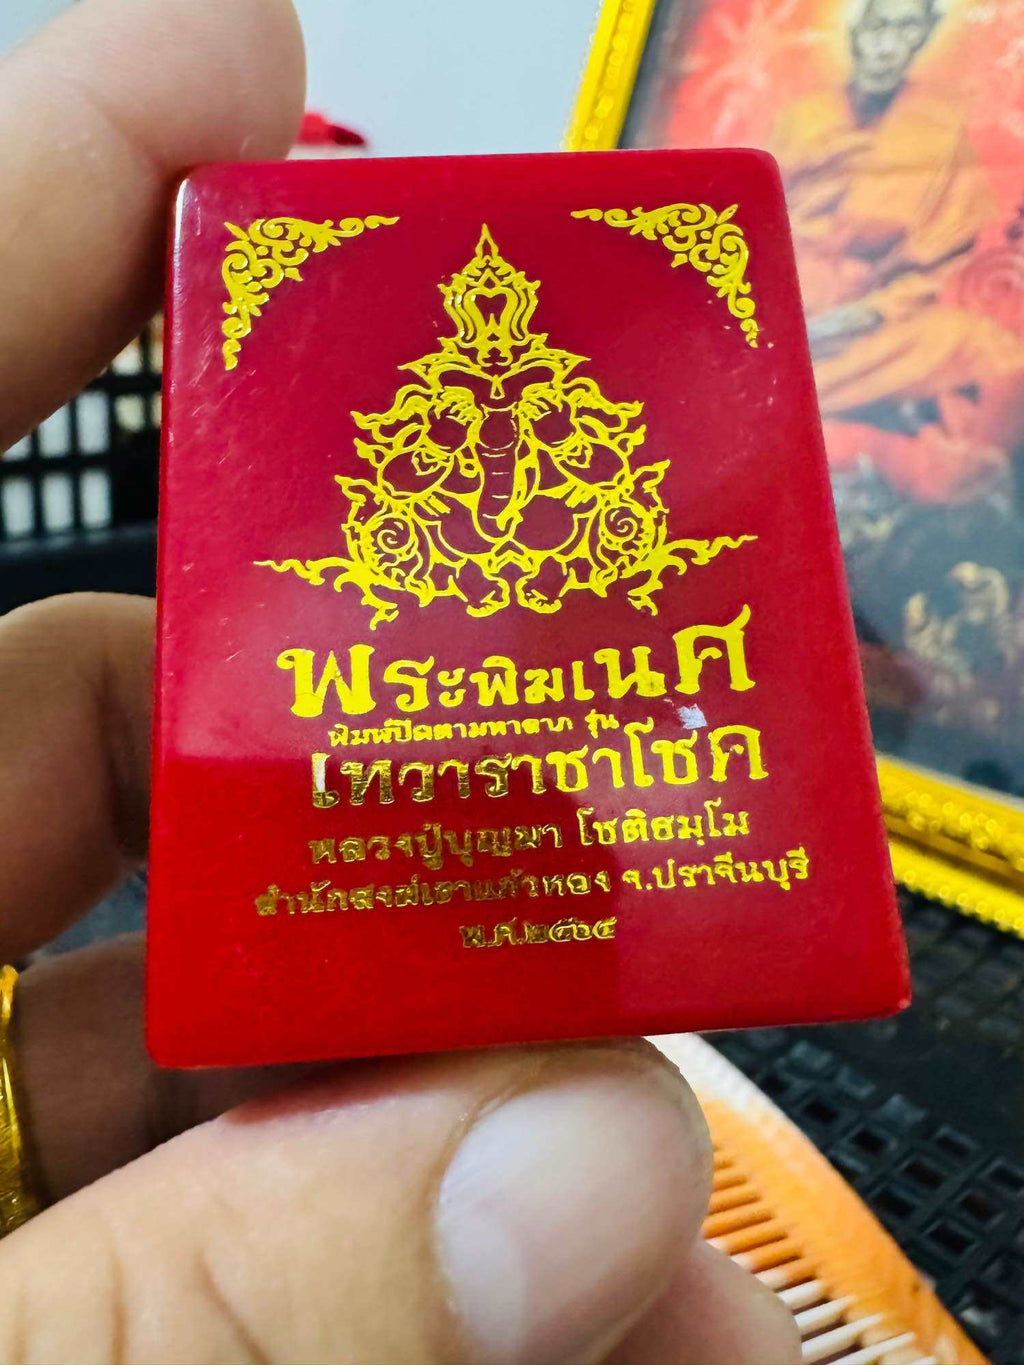 พระพิฆเนศ
พิมพ์ปิดตามหาลาภ รุ่น
เทวาราชาโชค
หลวงปู่บุญมา โชติธมฺโม
สำนักสงฆ์เขาแก้วทอง จ.ปราจีนบุรี
พ.ศ.๒๕๖๕